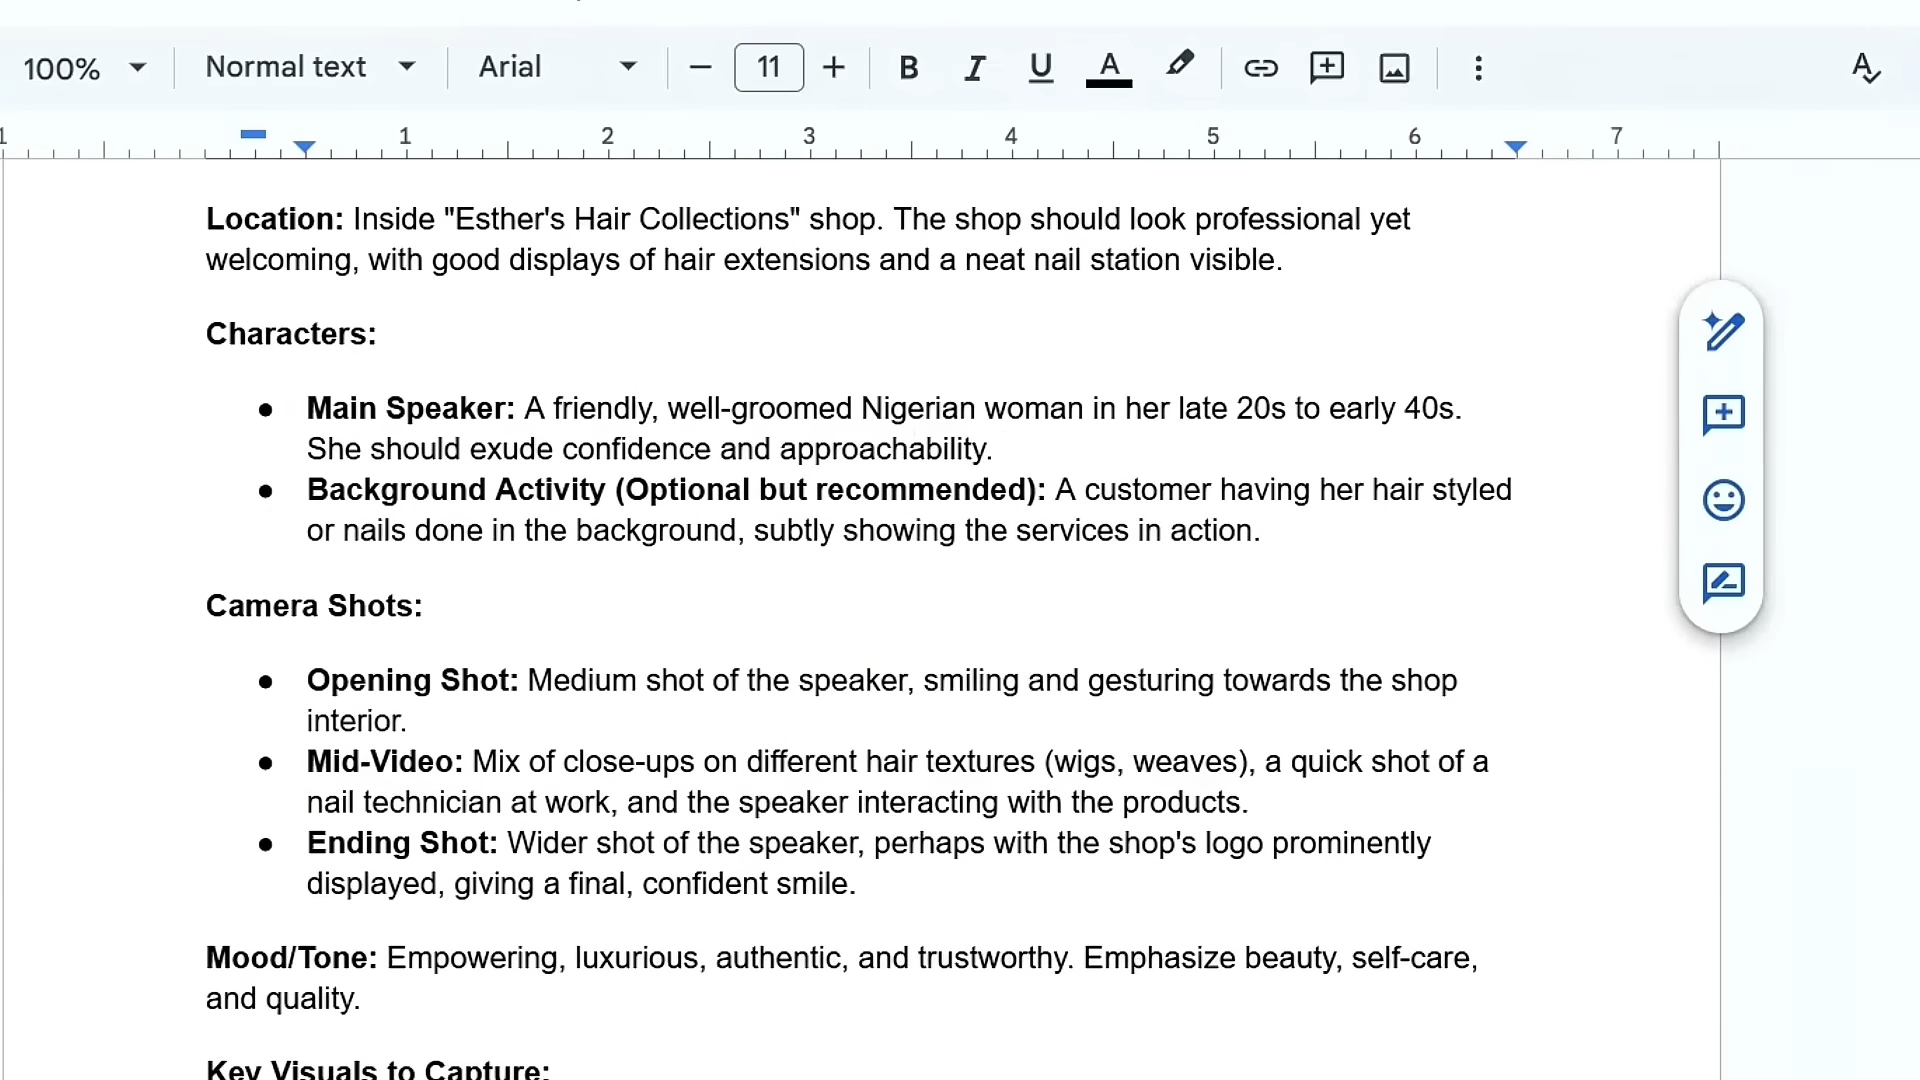 100% Normal text Arial 11 B I U A
1 1 2 3 4 5 6 7
Location: Inside "Esther's Hair Collections" shop. The shop should look professional yet
welcoming, with good displays of hair extensions and a neat nail station visible.
Characters:
● Main Speaker: A friendly, well-groomed Nigerian woman in her late 20s to early 40s.
She should exude confidence and approachability.
● Background Activity (Optional but recommended): A customer having her hair styled
or nails done in the background, subtly showing the services in action.
Camera Shots:
● Opening Shot: Medium shot of the speaker, smiling and gesturing towards the shop
interior.
● Mid-Video: Mix of close-ups on different hair textures (wigs, weaves), a quick shot of a
nail technician at work, and the speaker interacting with the products.
● Ending Shot: Wider shot of the speaker, perhaps with the shop's logo prominently
displayed, giving a final, confident smile.
Mood/Tone: Empowering, luxurious, authentic, and trustworthy. Emphasize beauty, self-care,
and quality.
Key Visuals to Capture: